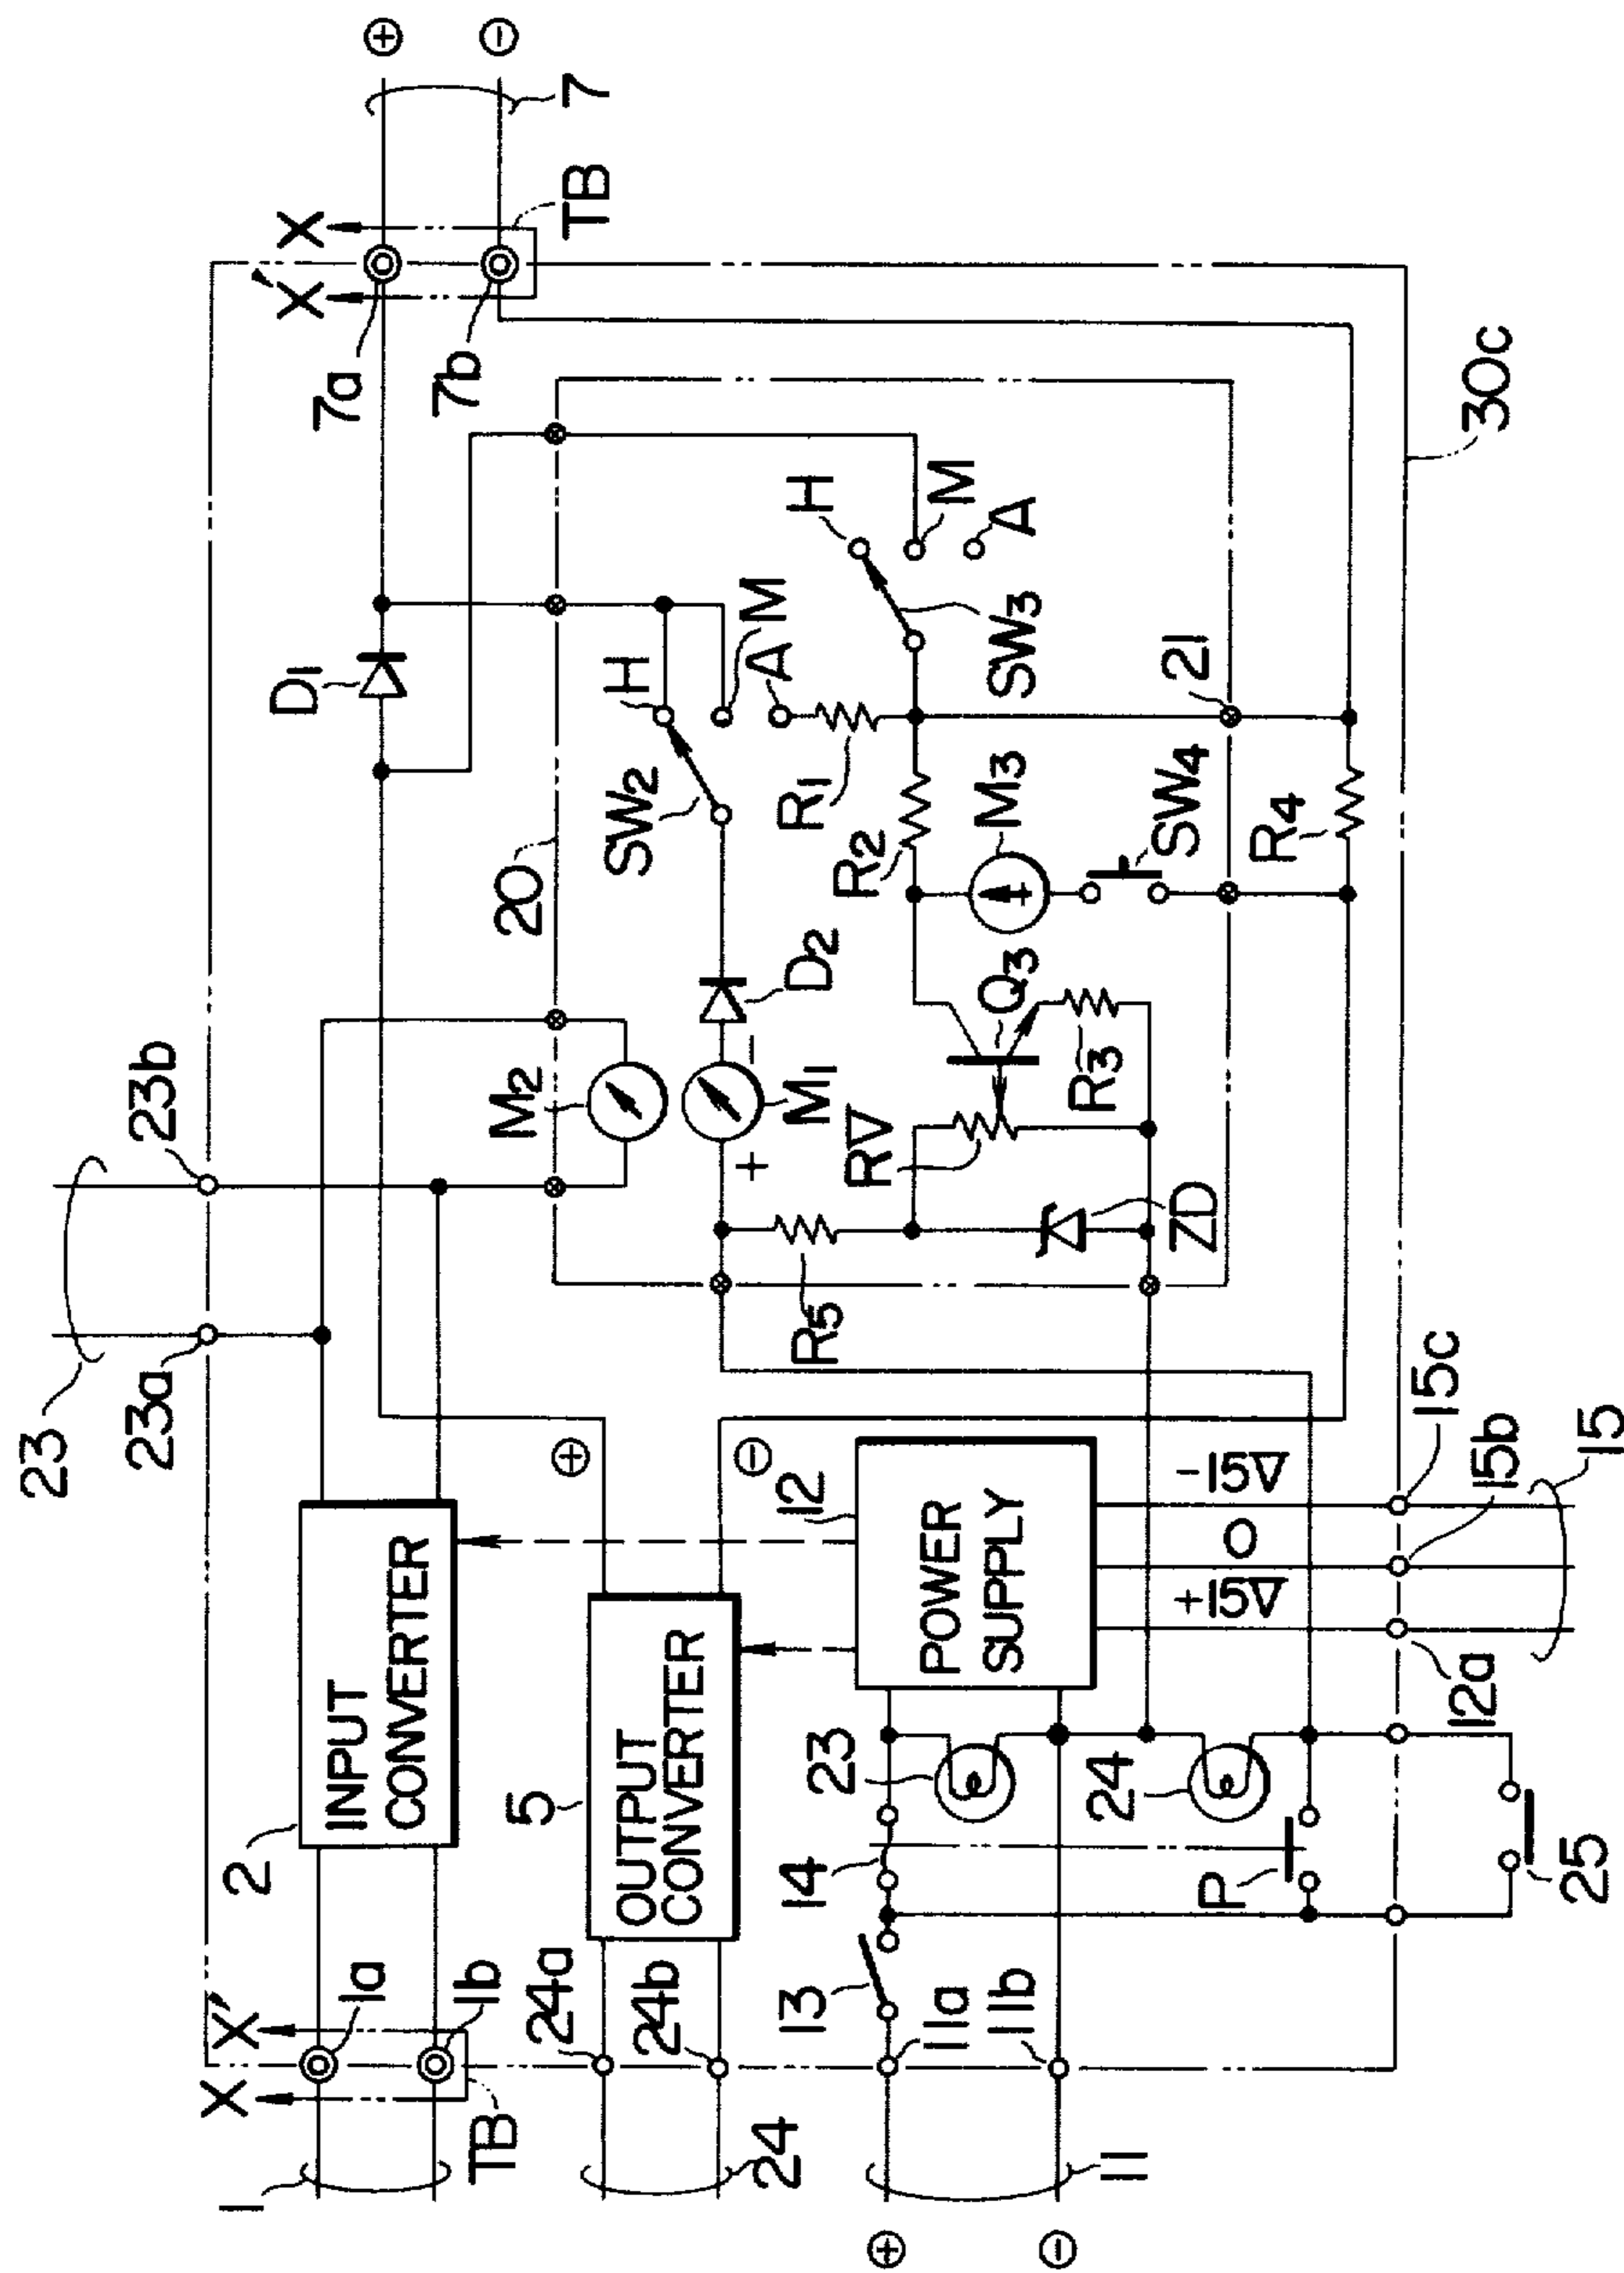 23
23a
23b
X
X'
X'
X
2
1
1a
7a
⊕
D1
INPUT
CONVERTER
1b
7b
⊖
TB
M2
20
7
TB
5
24a
⊕
OUTPUT
CONVERTER
24b
SW2
H
M1
+
−
M
A
24
⊖
12
R5
D2
R1
H
13
14
23
RV
R2
M
⊕
11a
POWER
SUPPLY
Q3
M3
SW3
A
11b
R3
⊖
11
24
ZD
SW4
21
P
+15V
0
-15V
R4
12a
15b
15c
30c
25
15